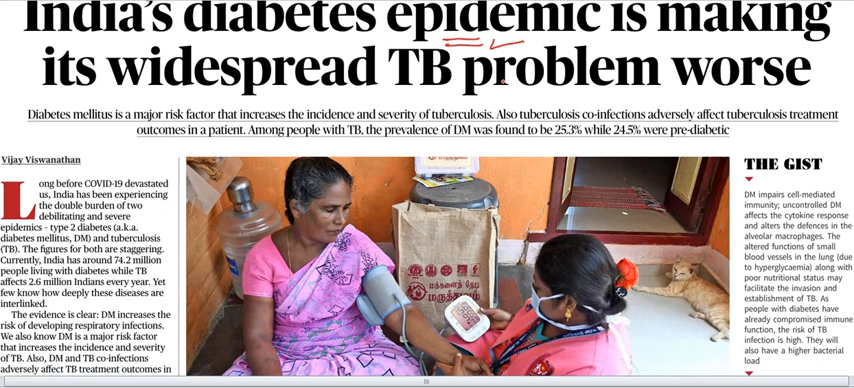 India's diabetes epidemic is making
its widespread TB problem worse
Diabetes mellitus is a major risk factor that increases the incidence and severity of tuberculosis. Also tuberculosis co-infections adversely affect tuberculosis treatment
outcomes in a patient. Among people with TB, the prevalence of DM was found to be 25.3% while 24.5% were pre-diabetic
Vijay Viswanathan
Long before COVID-19 devastated
us, India has been experiencing
the double burden of two
debilitating and severe
epidemics - type 2 diabetes (a.k.a.
diabetes mellitus, DM) and tuberculosis
(TB). The figures for both are staggering.
Currently, India has around 74.2 million
people living with diabetes while TB
affects 2.6 million Indians every year. Yet
few know how deeply these diseases are
interlinked.
The evidence is clear: DM increases the
risk of developing respiratory infections.
We also know DM is a major risk factor
that increases the incidence and severity
of TB. Also, DM and TB co-infections
adversely affect TB treatment outcomes in
மக்களைத் தேடி
மருத்துவம்
THE GIST
DM impairs cell-mediated
immunity; uncontrolled DM
affects the cytokine response
and alters the defences in the
alveolar macrophages. The
altered functions of small
blood vessels in the lung (due
to hyperglycaemia) along with
poor nutritional status may
facilitate the invasion and
establishment of TB. As
people with diabetes have
already compromised immune
function, the risk of TB
infection is high. They will
also have a higher bacterial
load